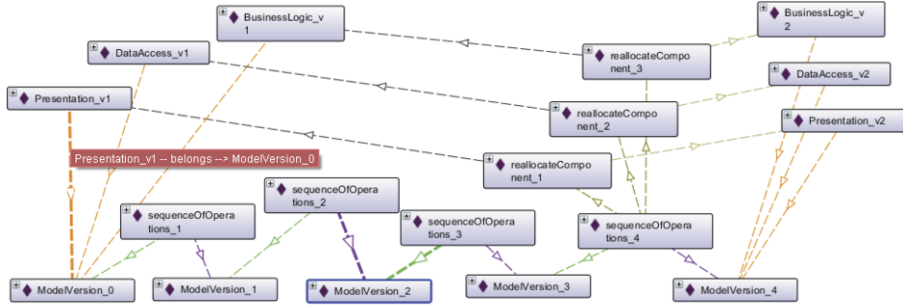 BusinessLogic_v
1
BusinessLogic_v
2
DataAccess_v1
reallocateCompo
nent_3
DataAccess_v2
Presentation_v1
reallocateCompo
nent_2
Presentation_v2
Presentation_v1 -- belongs --> ModelVersion_0
reallocateCompo
nent_1
sequenceOfOpera
tions_2
sequenceOfOpera
tions_1
sequenceOfOpera
tions_3
sequenceOfOpera
tions_4
ModelVersion_0
ModelVersion_1
ModelVersion_2
ModelVersion_3
ModelVersion_4